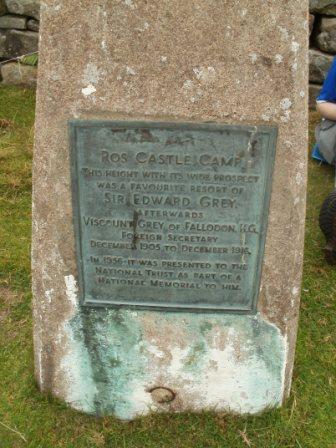 ROS CASTLE CAMP
THIS HEIGHT WITH ITS WIDE PROSPECT
WAS A FAVOURITE RESORT OF
SIR EDWARD GREY.
AFTERWARDS
VISCOUNT GREY OF FALLODON, K.G.
FOREIGN SECRETARY
DECEMBER 1905 TO DECEMBER 1916.
IN 1936 IT WAS PRESENTED TO THE
NATIONAL TRUST AS PART OF A
NATIONAL MEMORIAL TO HIM.